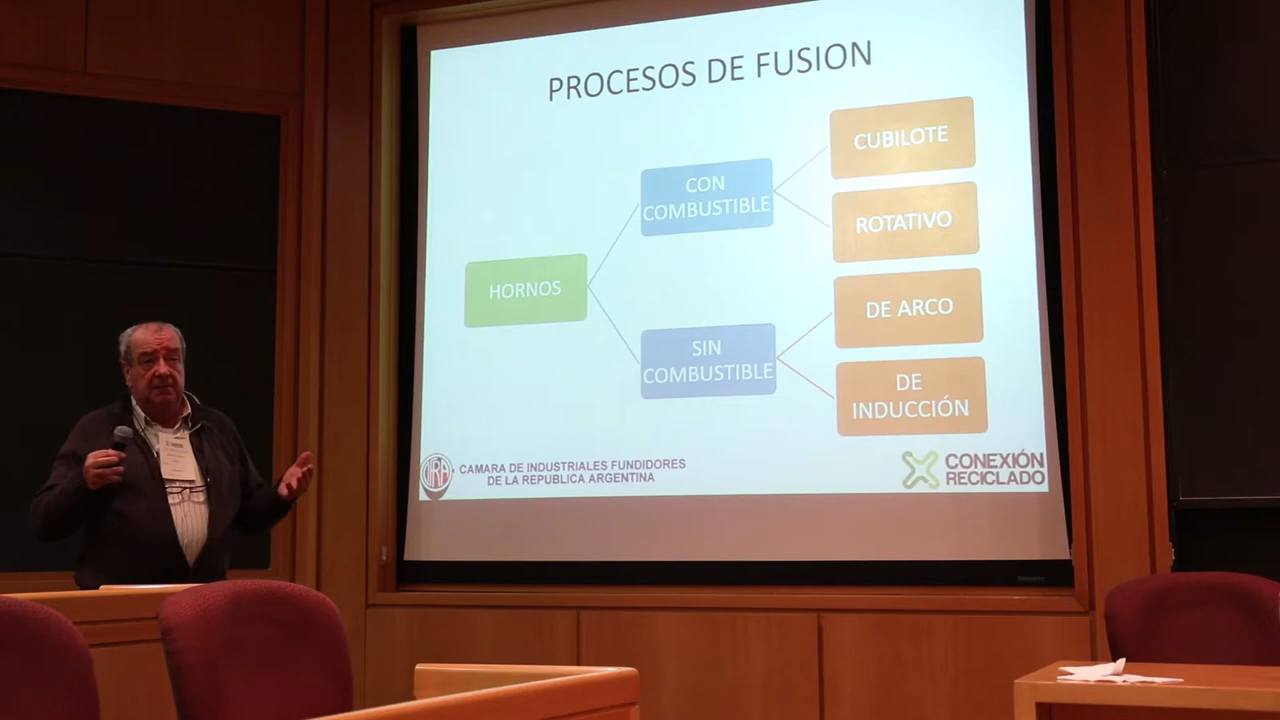 PROCESOS DE FUSION
HORNOS
CON
COMBUSTIBLE
SIN
COMBUSTIBLE
CUBILOTE
ROTATIVO
DE ARCO
DE
INDUCCIÓN
CAMARA DE INDUSTRIALES FUNDIDORES
DE LA REPUBLICA ARGENTINA
CONEXIÓN
RECICLADO